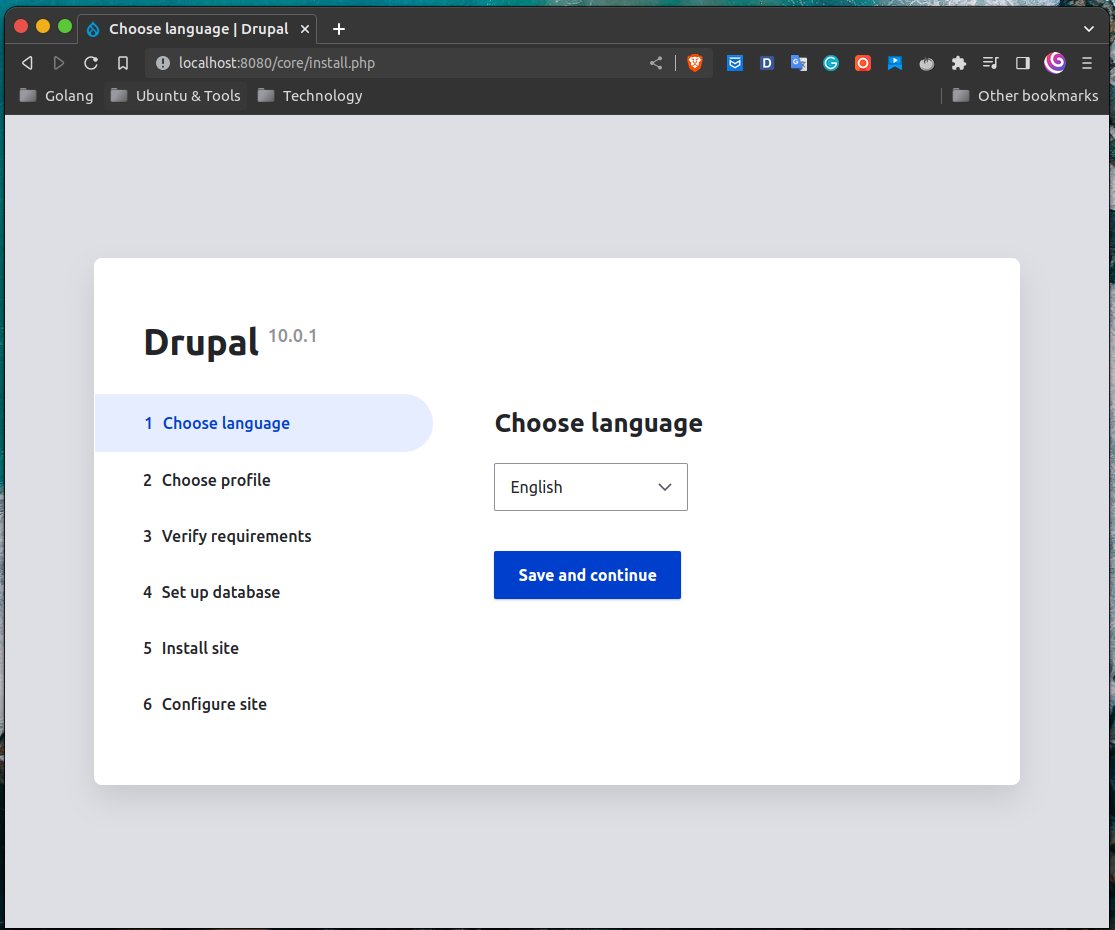 Choose language | Drupal
localhost:8080/core/install.php
Golang Ubuntu & Tools Technology Other bookmarks
Drupal 10.0.1
1 Choose language
2 Choose profile
3 Verify requirements
4 Set up database
5 Install site
6 Configure site
Choose language
English
Save and continue